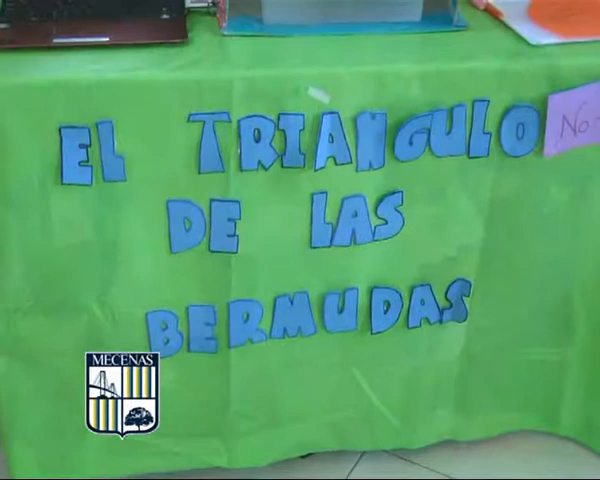 EL TRIANGULO
DE LAS
BERMUDAS
No
MECENAS